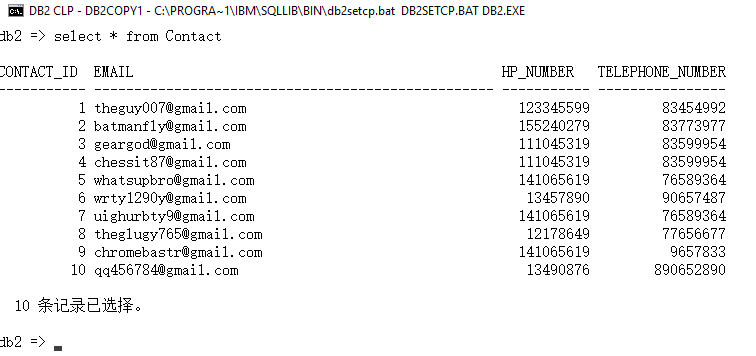 DB2 CLP - DB2COPY1 - C:\PROGRA~1\IBM\SQLLIB\BIN\db2setcp.bat DB2SETCP.BAT DB2.EXE
db2 => select * from Contact
CONTACT_ID EMAIL HP_NUMBER TELEPHONE_NUMBER
----------- -------------------------------------------------- ----------- ----------------
1 theguy007@gmail.com 123345599 83454992
2 batmanfly@gmail.com 155240279 83773977
3 geargod@gmail.com 111045319 83599954
4 chessit87@gmail.com 111045319 83599954
5 whatsupbro@gmail.com 141065619 76589364
6 wrty1290y@gmail.com 13457890 90657487
7 uighurbty9@gmail.com 141065619 76589364
8 theglugy765@gmail.com 12178649 77656677
9 chromebastr@gmail.com 141065619 9657833
10 qq456784@gmail.com 13490876 890652890
10 条记录已选择。
db2 =>